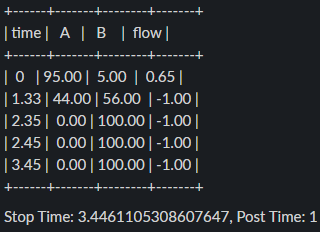 +------+-------+--------+-------+
| time | A | B | flow |
+------+-------+--------+-------+
| 0 | 95.00 | 5.00 | 0.65 |
| 1.33 | 44.00 | 56.00 | -1.00 |
| 2.35 | 0.00 | 100.00 | -1.00 |
| 2.45 | 0.00 | 100.00 | -1.00 |
| 3.45 | 0.00 | 100.00 | -1.00 |
+------+-------+--------+-------+
Stop Time: 3.4461105308607647, Post Time: 1